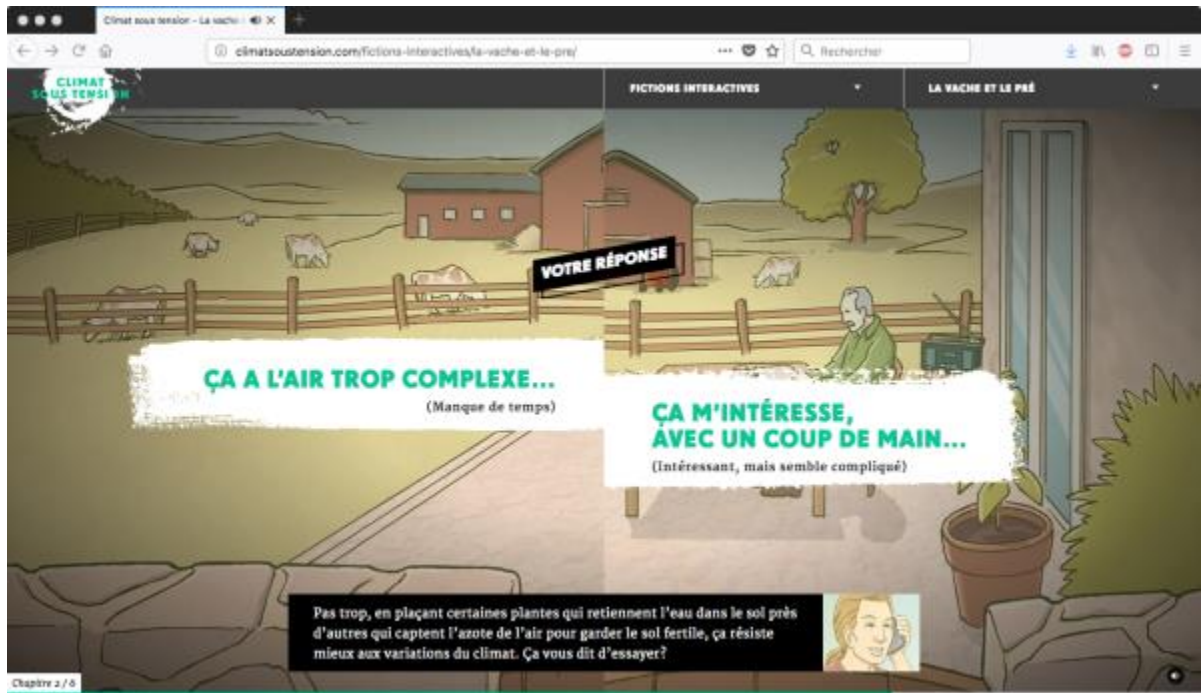 Climat sous tension - La vache
climatsoustension.com/fictions-interactives/la-vache-et-le-pre/
Rechercher
CLIMAT
SOUS TENSION
FICTIONS INTERACTIVES
LA VACHE ET LE PRÉ
VOTRE RÉPONSE
ÇA A L'AIR TROP COMPLEXE...
(Manque de temps)
ÇA M'INTÉRESSE,
AVEC UN COUP DE MAIN...
(Intéressant, mais semble compliqué)
Pas trop, en plaçant certaines plantes qui retiennent l'eau dans le sol près
d'autres qui captent l'azote de l'air pour garder le sol fertile, ça résiste
mieux aux variations du climat. Ça vous dit d'essayer?
Chapitre 2 / 6